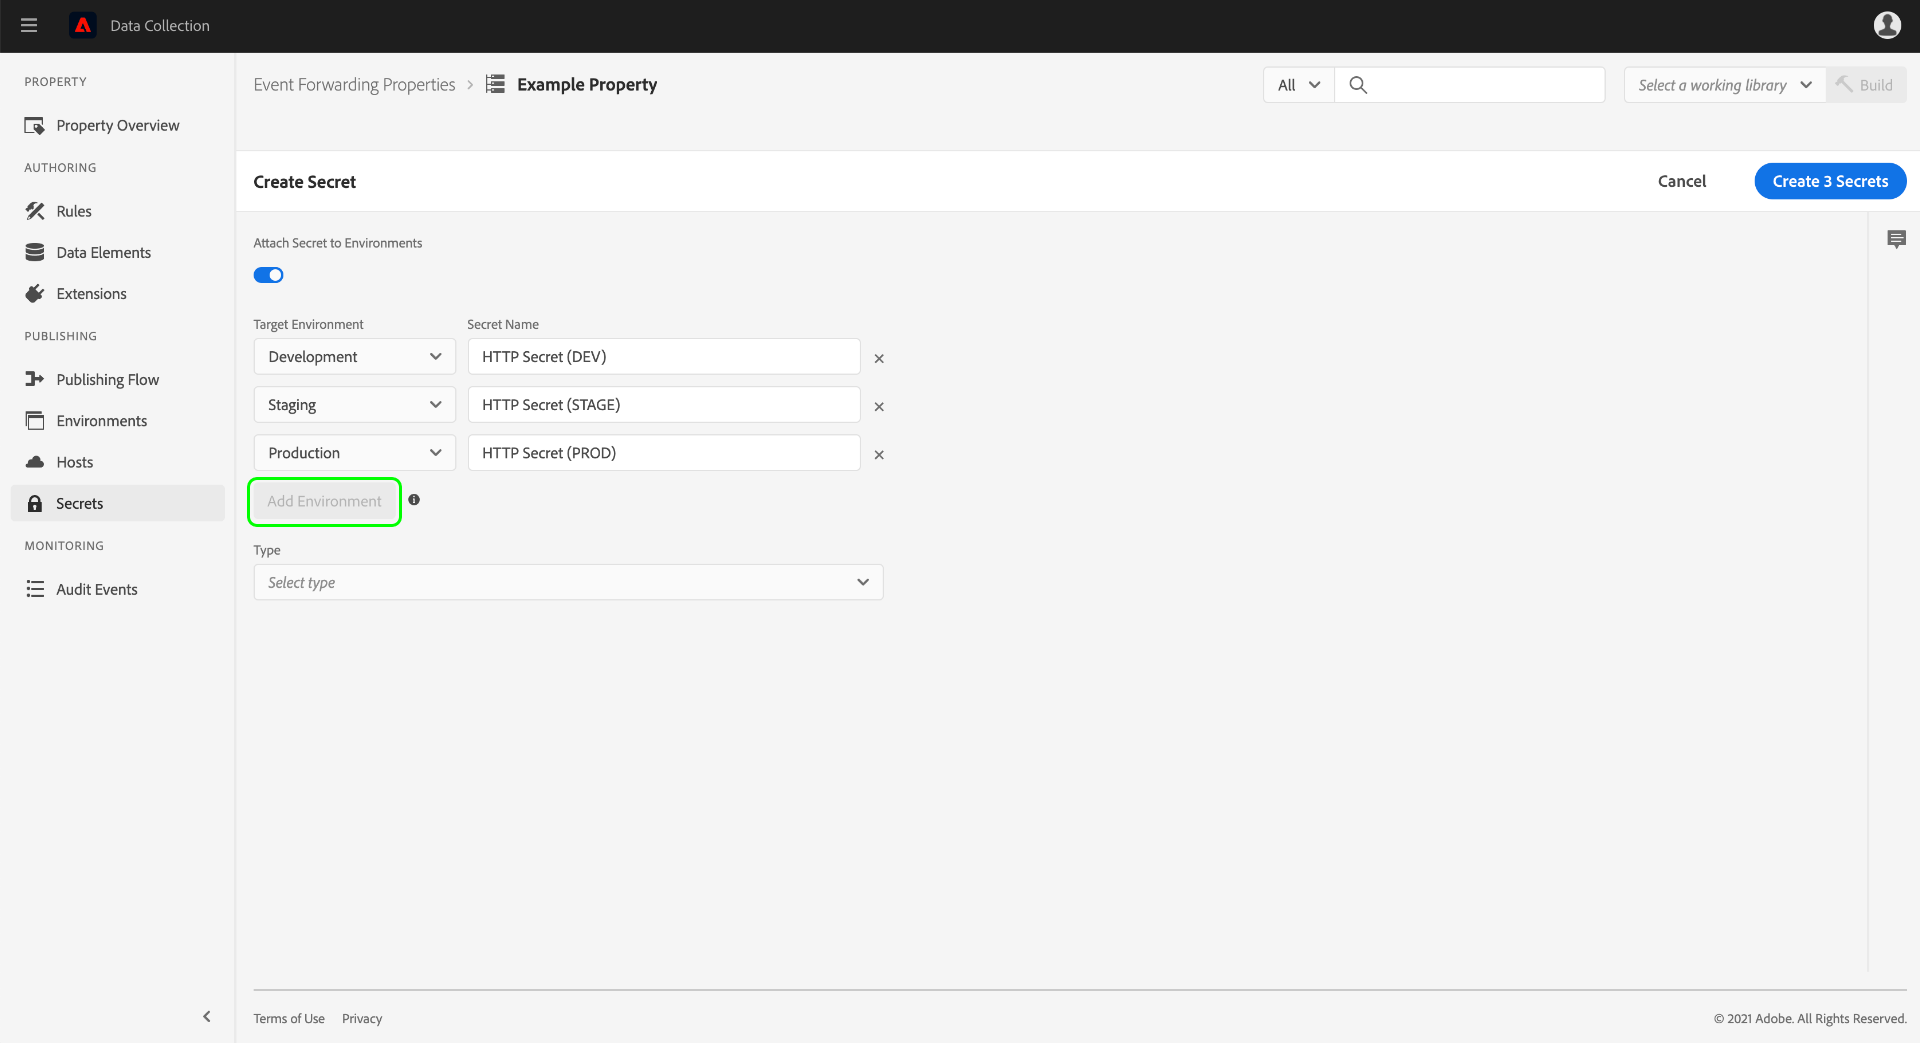 Data Collection
PROPERTY
Property Overview
AUTHORING
Rules
Data Elements
Extensions
PUBLISHING
Publishing Flow
Environments
Hosts
Secrets
MONITORING
Audit Events
Event Forwarding Properties > Example Property
All
Select a working library
Build
Create Secret
Cancel
Create 3 Secrets
Attach Secret to Environments
Target Environment Secret Name
Development HTTP Secret (DEV)
Staging HTTP Secret (STAGE)
Production HTTP Secret (PROD)
Add Environment
Type
Select type
Terms of Use Privacy
© 2021 Adobe. All Rights Reserved.